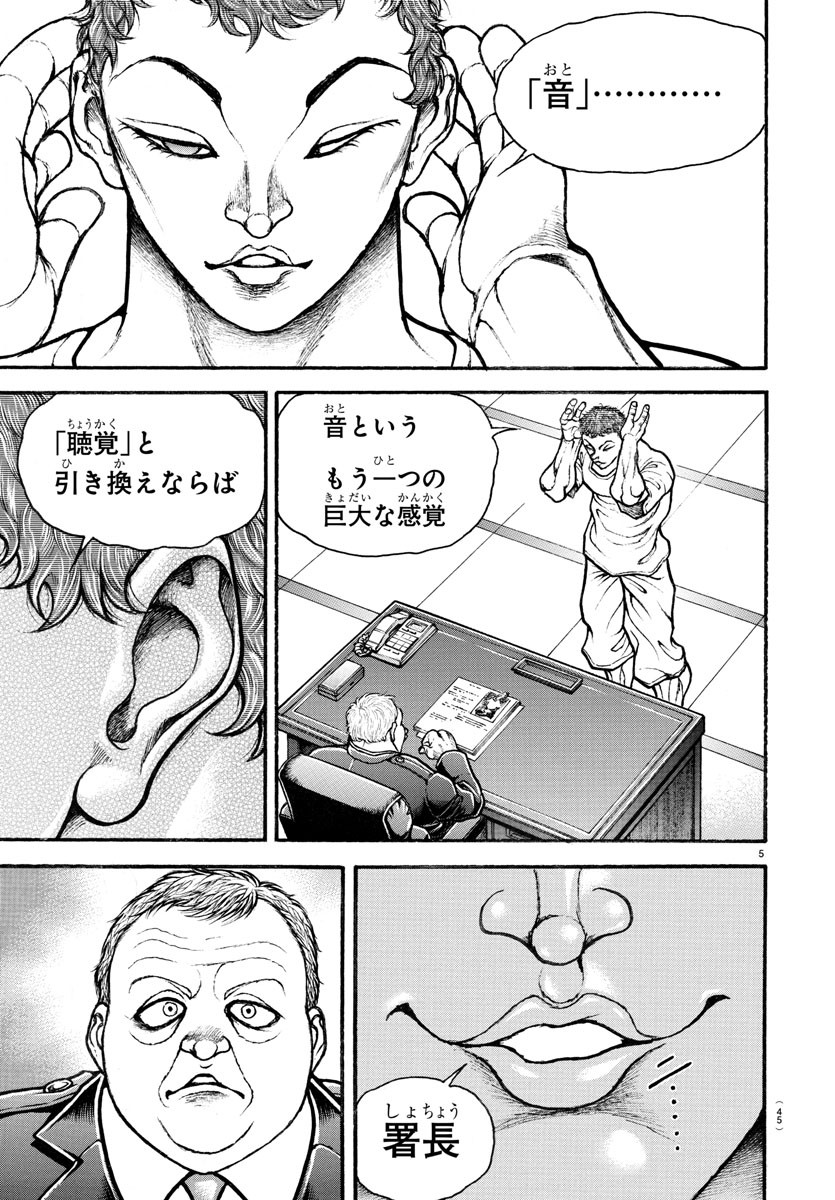 「音」…………
音という
もう一つの
巨大な感覚
「聴覚」と
引き換えならば
5
…
署長
(45)